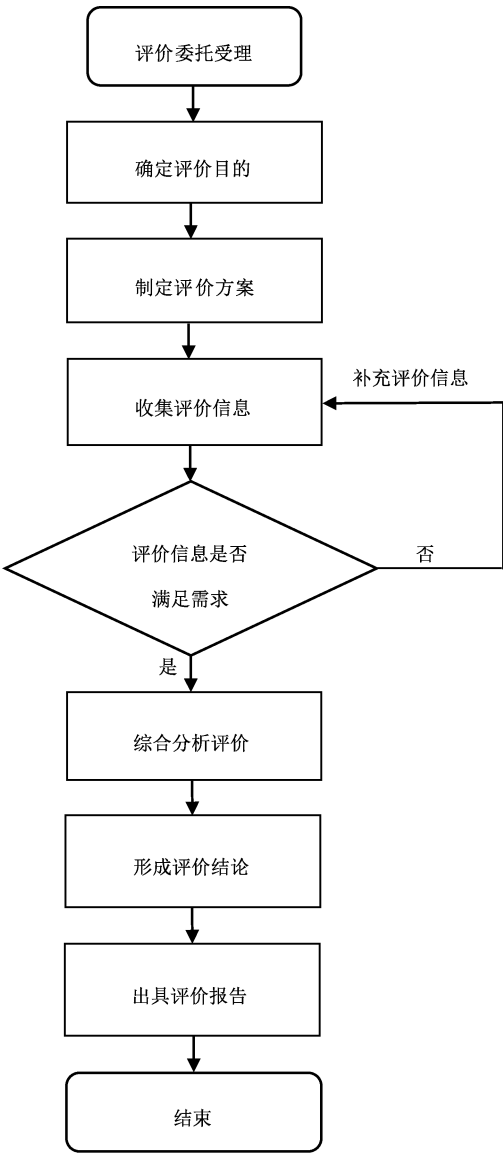 评价委托受理
确定评价目的
制定评价方案
补充评价信息
收集评价信息
评价信息是否
满足需求
否
是
综合分析评价
形成评价结论
出具评价报告
结束